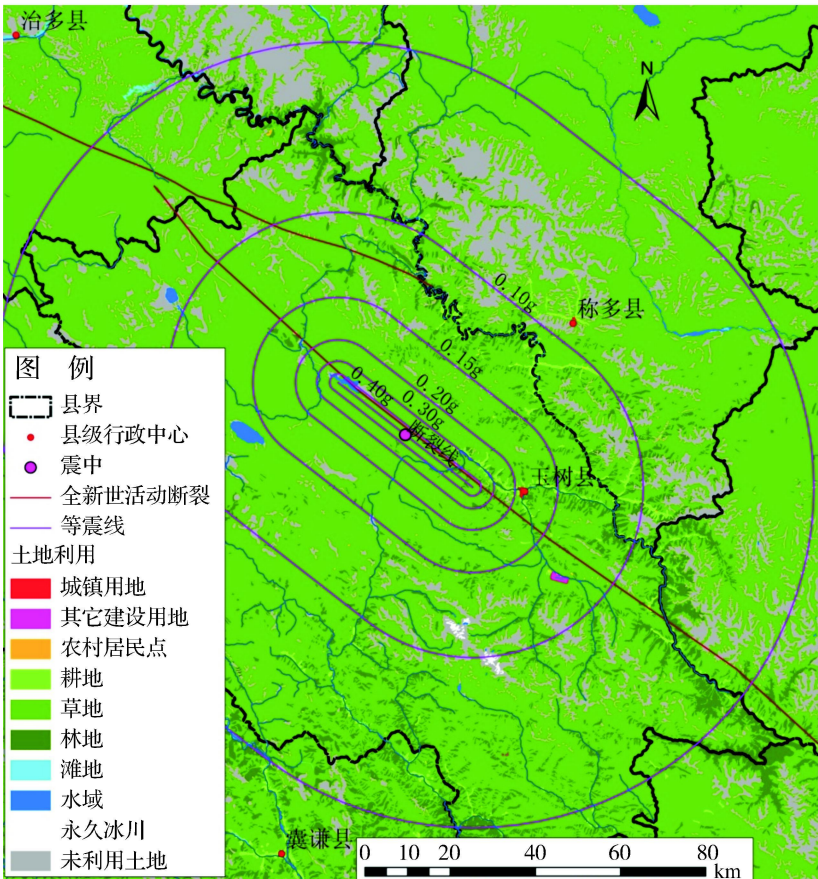 治多县
N
0.10g
称多县
0.15g
0.20g
0.40g
0.30g
断裂线
玉树县
图 例
县界
县级行政中心
震中
全新世活动断裂
等震线
土地利用
城镇用地
其它建设用地
农村居民点
耕地
草地
林地
滩地
水域
永久冰川
未利用土地
囊谦县
0 5 10 20 40 60 80
km